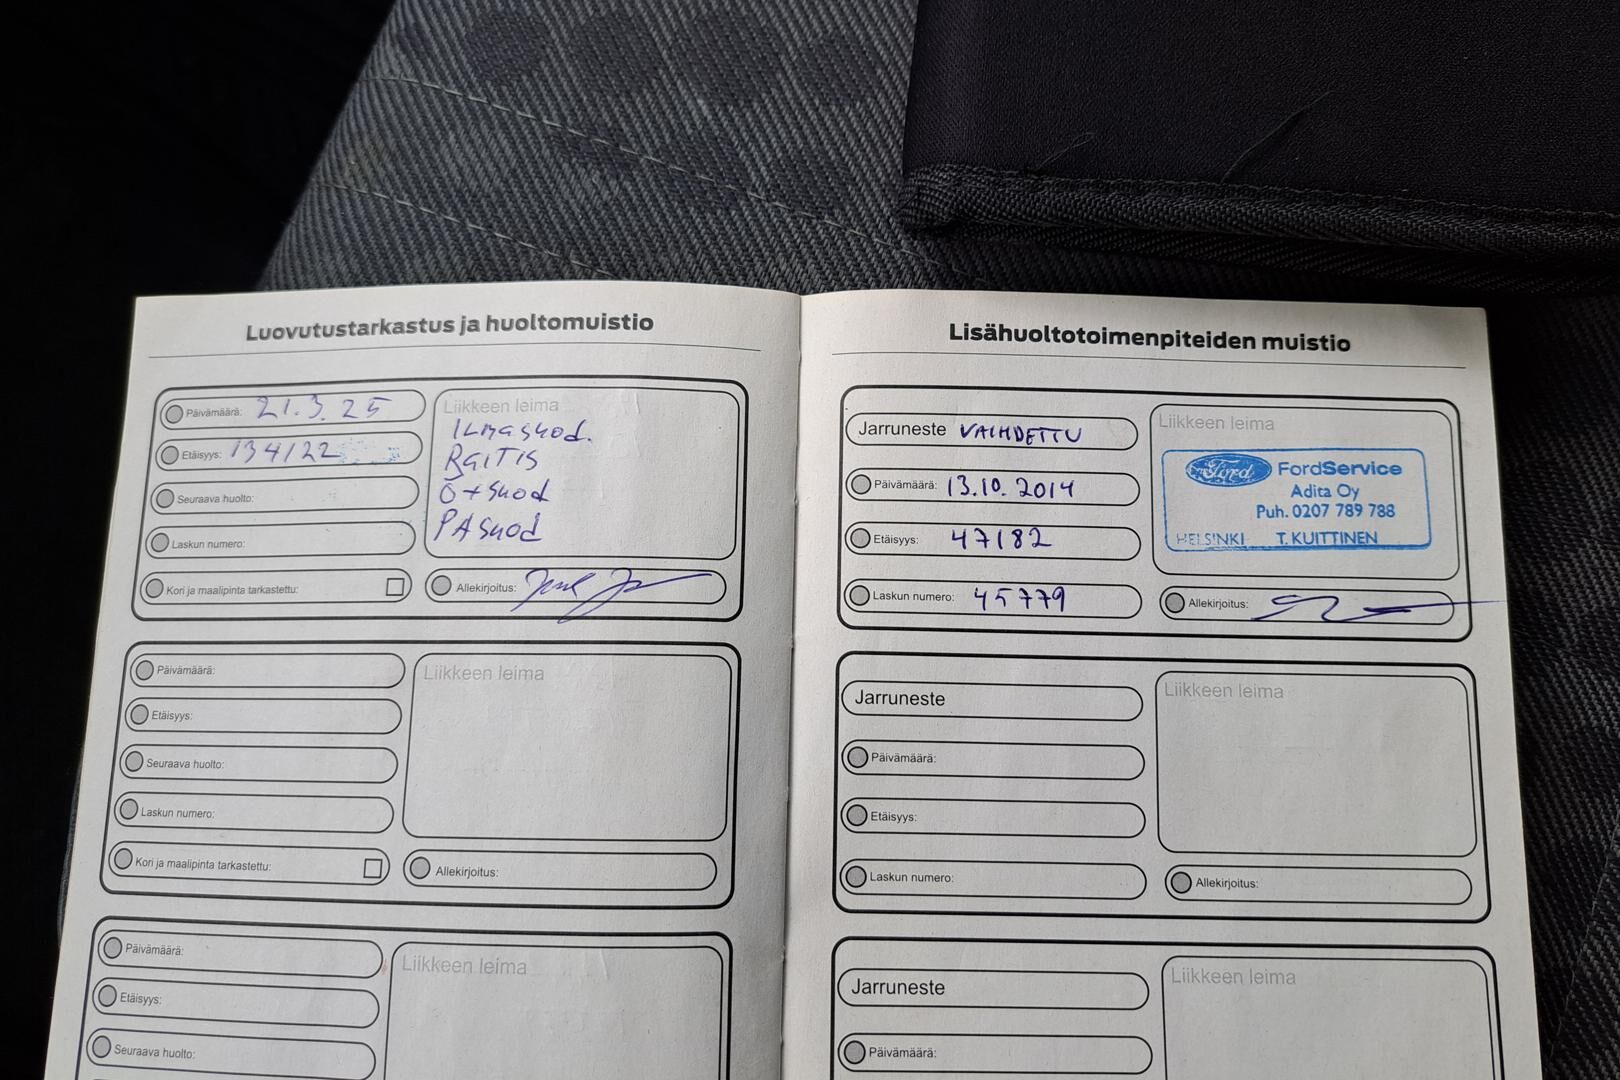 Luovutustarkastus ja huoltomuistio
Päivämäärä: 21.3.25
Etäisyys: 134122
Seuraava huolto:
Laskun numero:
Kori ja maalipinta tarkastettu:
Liikkeen leima
Ilmasuod.
RAITIS
Ö+suod
PAsuod
Allekirjoitus:
Päivämäärä:
Etäisyys:
Seuraava huolto:
Laskun numero:
Kori ja maalipinta tarkastettu:
Liikkeen leima
Allekirjoitus:
Päivämäärä:
Etäisyys:
Seuraava huolto:
Liikkeen leima
Lisähuoltotoimenpiteiden muistio
Jarruneste VAIHDETTU
Päivämäärä: 13.10.2014
Etäisyys: 47182
Laskun numero: 45779
Liikkeen leima
Ford FordService
Adita Oy
Puh. 0207 789 788
HELSINKI T. KUITTINEN
Allekirjoitus:
Jarruneste
Päivämäärä:
Etäisyys:
Laskun numero:
Liikkeen leima
Allekirjoitus:
Jarruneste
Päivämäärä:
Liikkeen leima